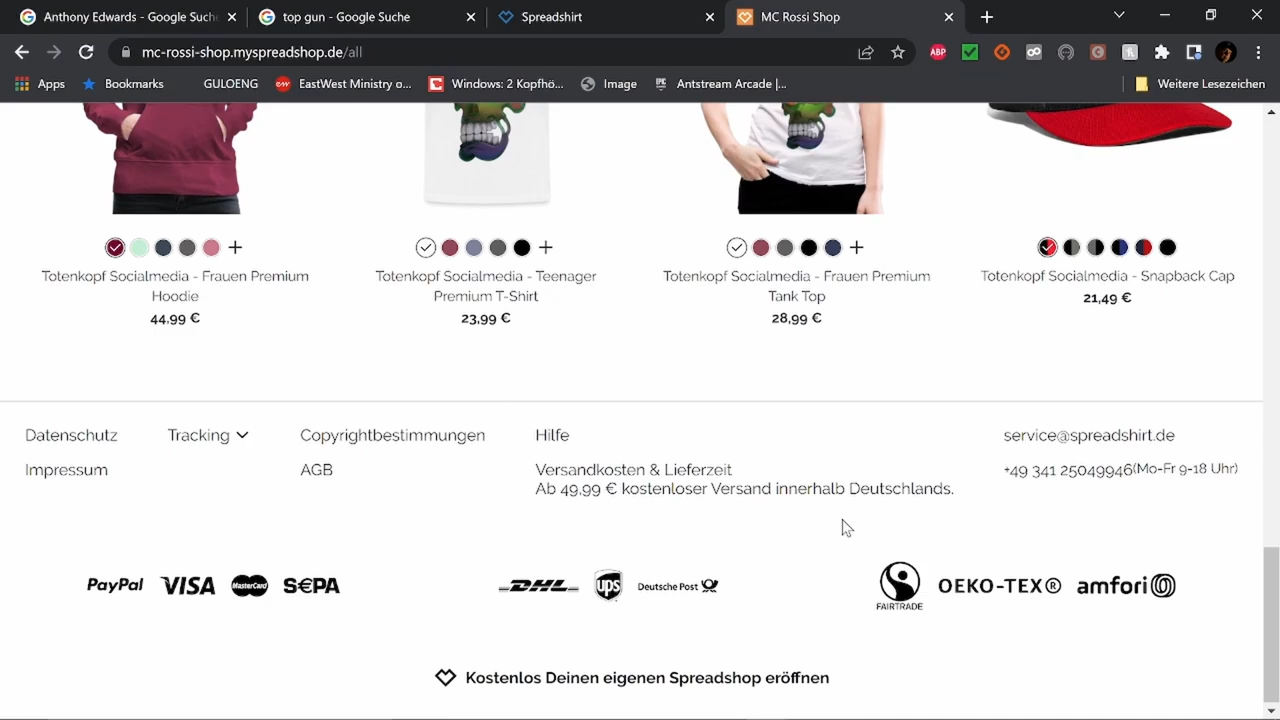 Anthony Edwards - Google Suche
top gun - Google Suche
Spreadshirt
MC Rossi Shop
mc-rossi-shop.myspreadshop.de/all
ABP
Apps
Bookmarks
GULOENG
EastWest Ministry o...
Windows: 2 Kopfhö...
Image
Antstream Arcade |...
Weitere Lesezeichen
Totenkopf Socialmedia - Frauen Premium
Hoodie
44,99 €
Totenkopf Socialmedia - Teenager
Premium T-Shirt
23,99 €
Totenkopf Socialmedia - Frauen Premium
Tank Top
28,99 €
Totenkopf Socialmedia - Snapback Cap
21,49 €
Datenschutz
Tracking
Copyrightbestimmungen
Hilfe
service@spreadshirt.de
Impressum
AGB
Versandkosten & Lieferzeit
Ab 49.99 € kostenloser Versand innerhalb Deutschlands.
+49 341 25049946(Mo-Fr 9-18 Uhr)
PayPal
VISA
MasterCard
S€PA
DHL
ups
Deutsche Post
FAIRTRADE
OEKO-TEX®
amfori
Kostenlos Deinen eigenen Spreadshop eröffnen